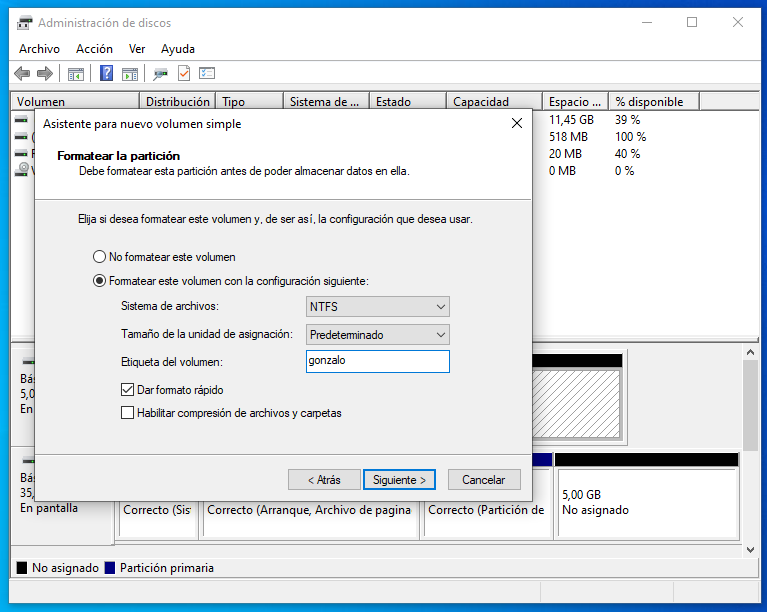 Administración de discos
Archivo Acción Ver Ayuda
Volumen Distribución Tipo Sistema de ... Estado Capacidad Espacio ... % disponible
11,45 GB 39 %
518 MB 100 %
20 MB 40 %
0 MB 0 %
Asistente para nuevo volumen simple
Formatear la partición
Debe formatear esta partición antes de poder almacenar datos en ella.
Elija si desea formatear este volumen y, de ser así, la configuración que desea usar.
No formatear este volumen
Formatear este volumen con la configuración siguiente:
Sistema de archivos: NTFS
Tamaño de la unidad de asignación: Predeterminado
Etiqueta del volumen: gonzalo
Dar formato rápido
Habilitar compresión de archivos y carpetas
< Atrás Siguiente > Cancelar
Bás
5,0
En
Bás
35,
En pantalla
Correcto (Sis Correcto (Arranque, Archivo de pagina Correcto (Partición de
5,00 GB
No asignado
No asignado Partición primaria